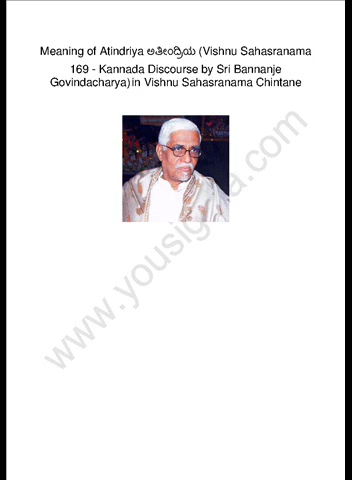 Meaning of Atindriya ಅತೀಂದ್ರಿಯ (Vishnu Sahasranama
169 - Kannada Discourse by Sri Bannanje
Govindacharya)in Vishnu Sahasranama Chintane
www.yousigma.com